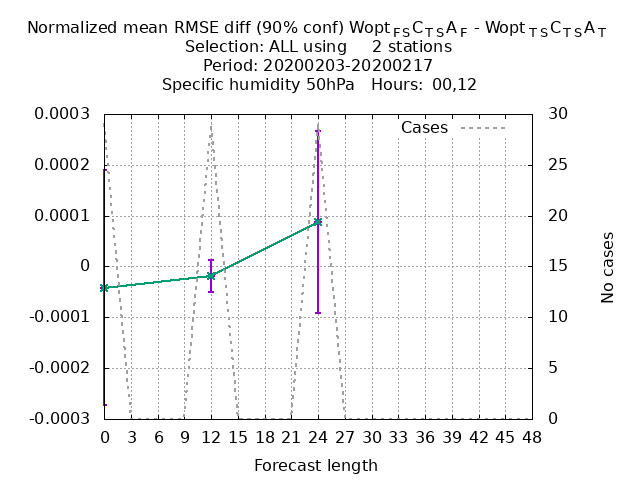 Normalized mean RMSE diff (90% conf) Wopt FS C TS A F - Wopt TS C TS A T
Selection: ALL using 2 stations
Period: 20200203-20200217
Specific humidity 50hPa Hours: 00,12
Cases
0.0003
0.0002
0.0001
0
-0.0001
-0.0002
-0.0003
30
25
20
15
10
5
0
No cases
0 3 6 9 12 15 18 21 24 27 30 33 36 39 42 45 48
Forecast length